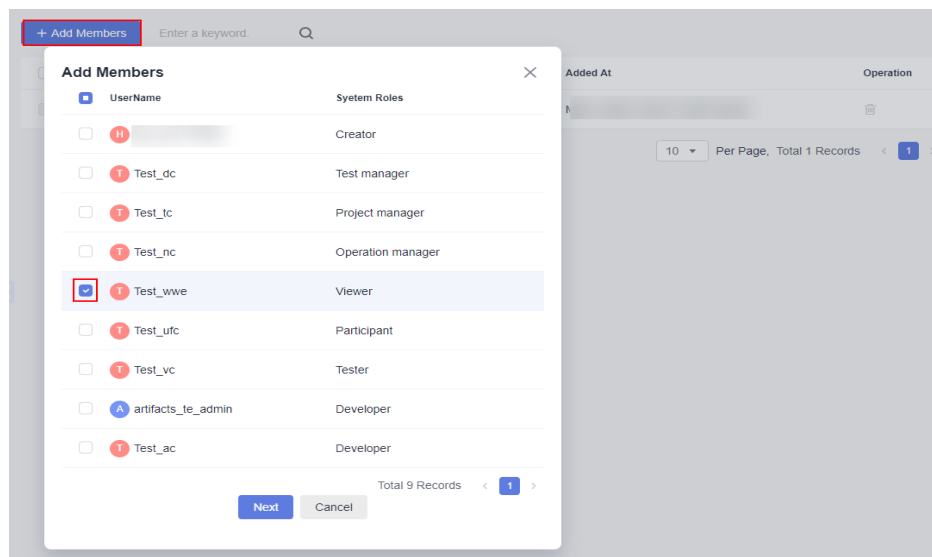 + Add Members Enter a keyword.
Add Members
Added At Operation
UserName System Roles
H Creator
T Test_dc Test manager
10 Per Page, Total 1 Records < 1 >
T Test_tc Project manager
T Test_nc Operation manager
T Test_wwe Viewer
T Test_ufc Participant
T Test_vc Tester
A artifacts_te_admin Developer
T Test_ac Developer
Total 9 Records < 1 >
Next Cancel